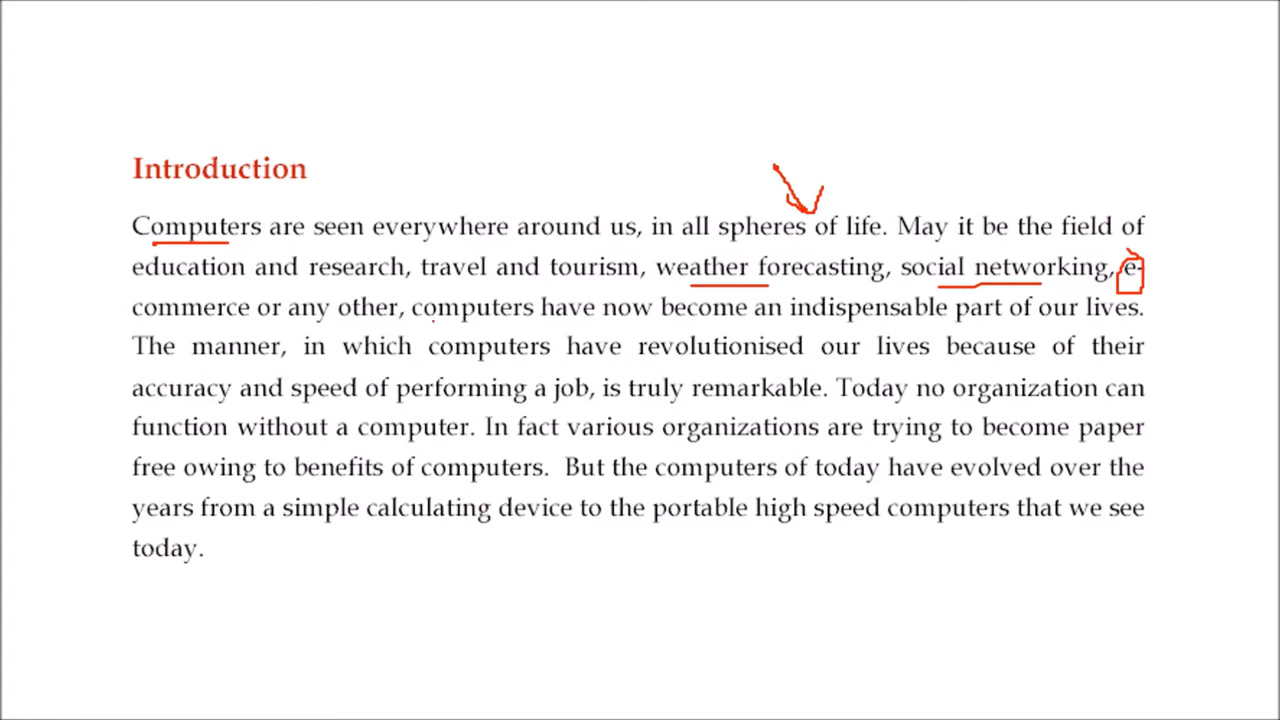 Introduction
Computers are seen everywhere around us, in all spheres of life. May it be the field of
education and research, travel and tourism, weather forecasting, social networking, e-
commerce or any other, computers have now become an indispensable part of our lives.
The manner, in which computers have revolutionised our lives because of their
accuracy and speed of performing a job, is truly remarkable. Today no organization can
function without a computer. In fact various organizations are trying to become paper
free owing to benefits of computers. But the computers of today have evolved over the
years from a simple calculating device to the portable high speed computers that we see
today.